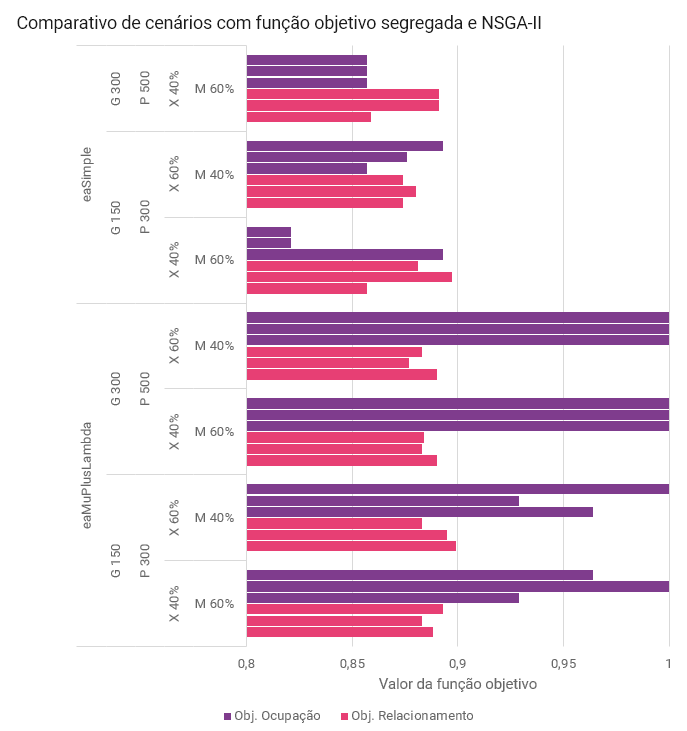 Comparativo de cenários com função objetivo segregada e NSGA-II
eaSimple
G 300
P 500
X 40%
M 60%
G 150
P 300
X 60%
M 40%
X 40%
M 60%
eaMuPlusLambda
G 300
P 500
X 60%
M 40%
X 40%
M 60%
G 150
P 300
X 60%
M 40%
X 40%
M 60%
0,8 0,85 0,9 0,95 1
Valor da função objetivo
Obj. Ocupação Obj. Relacionamento